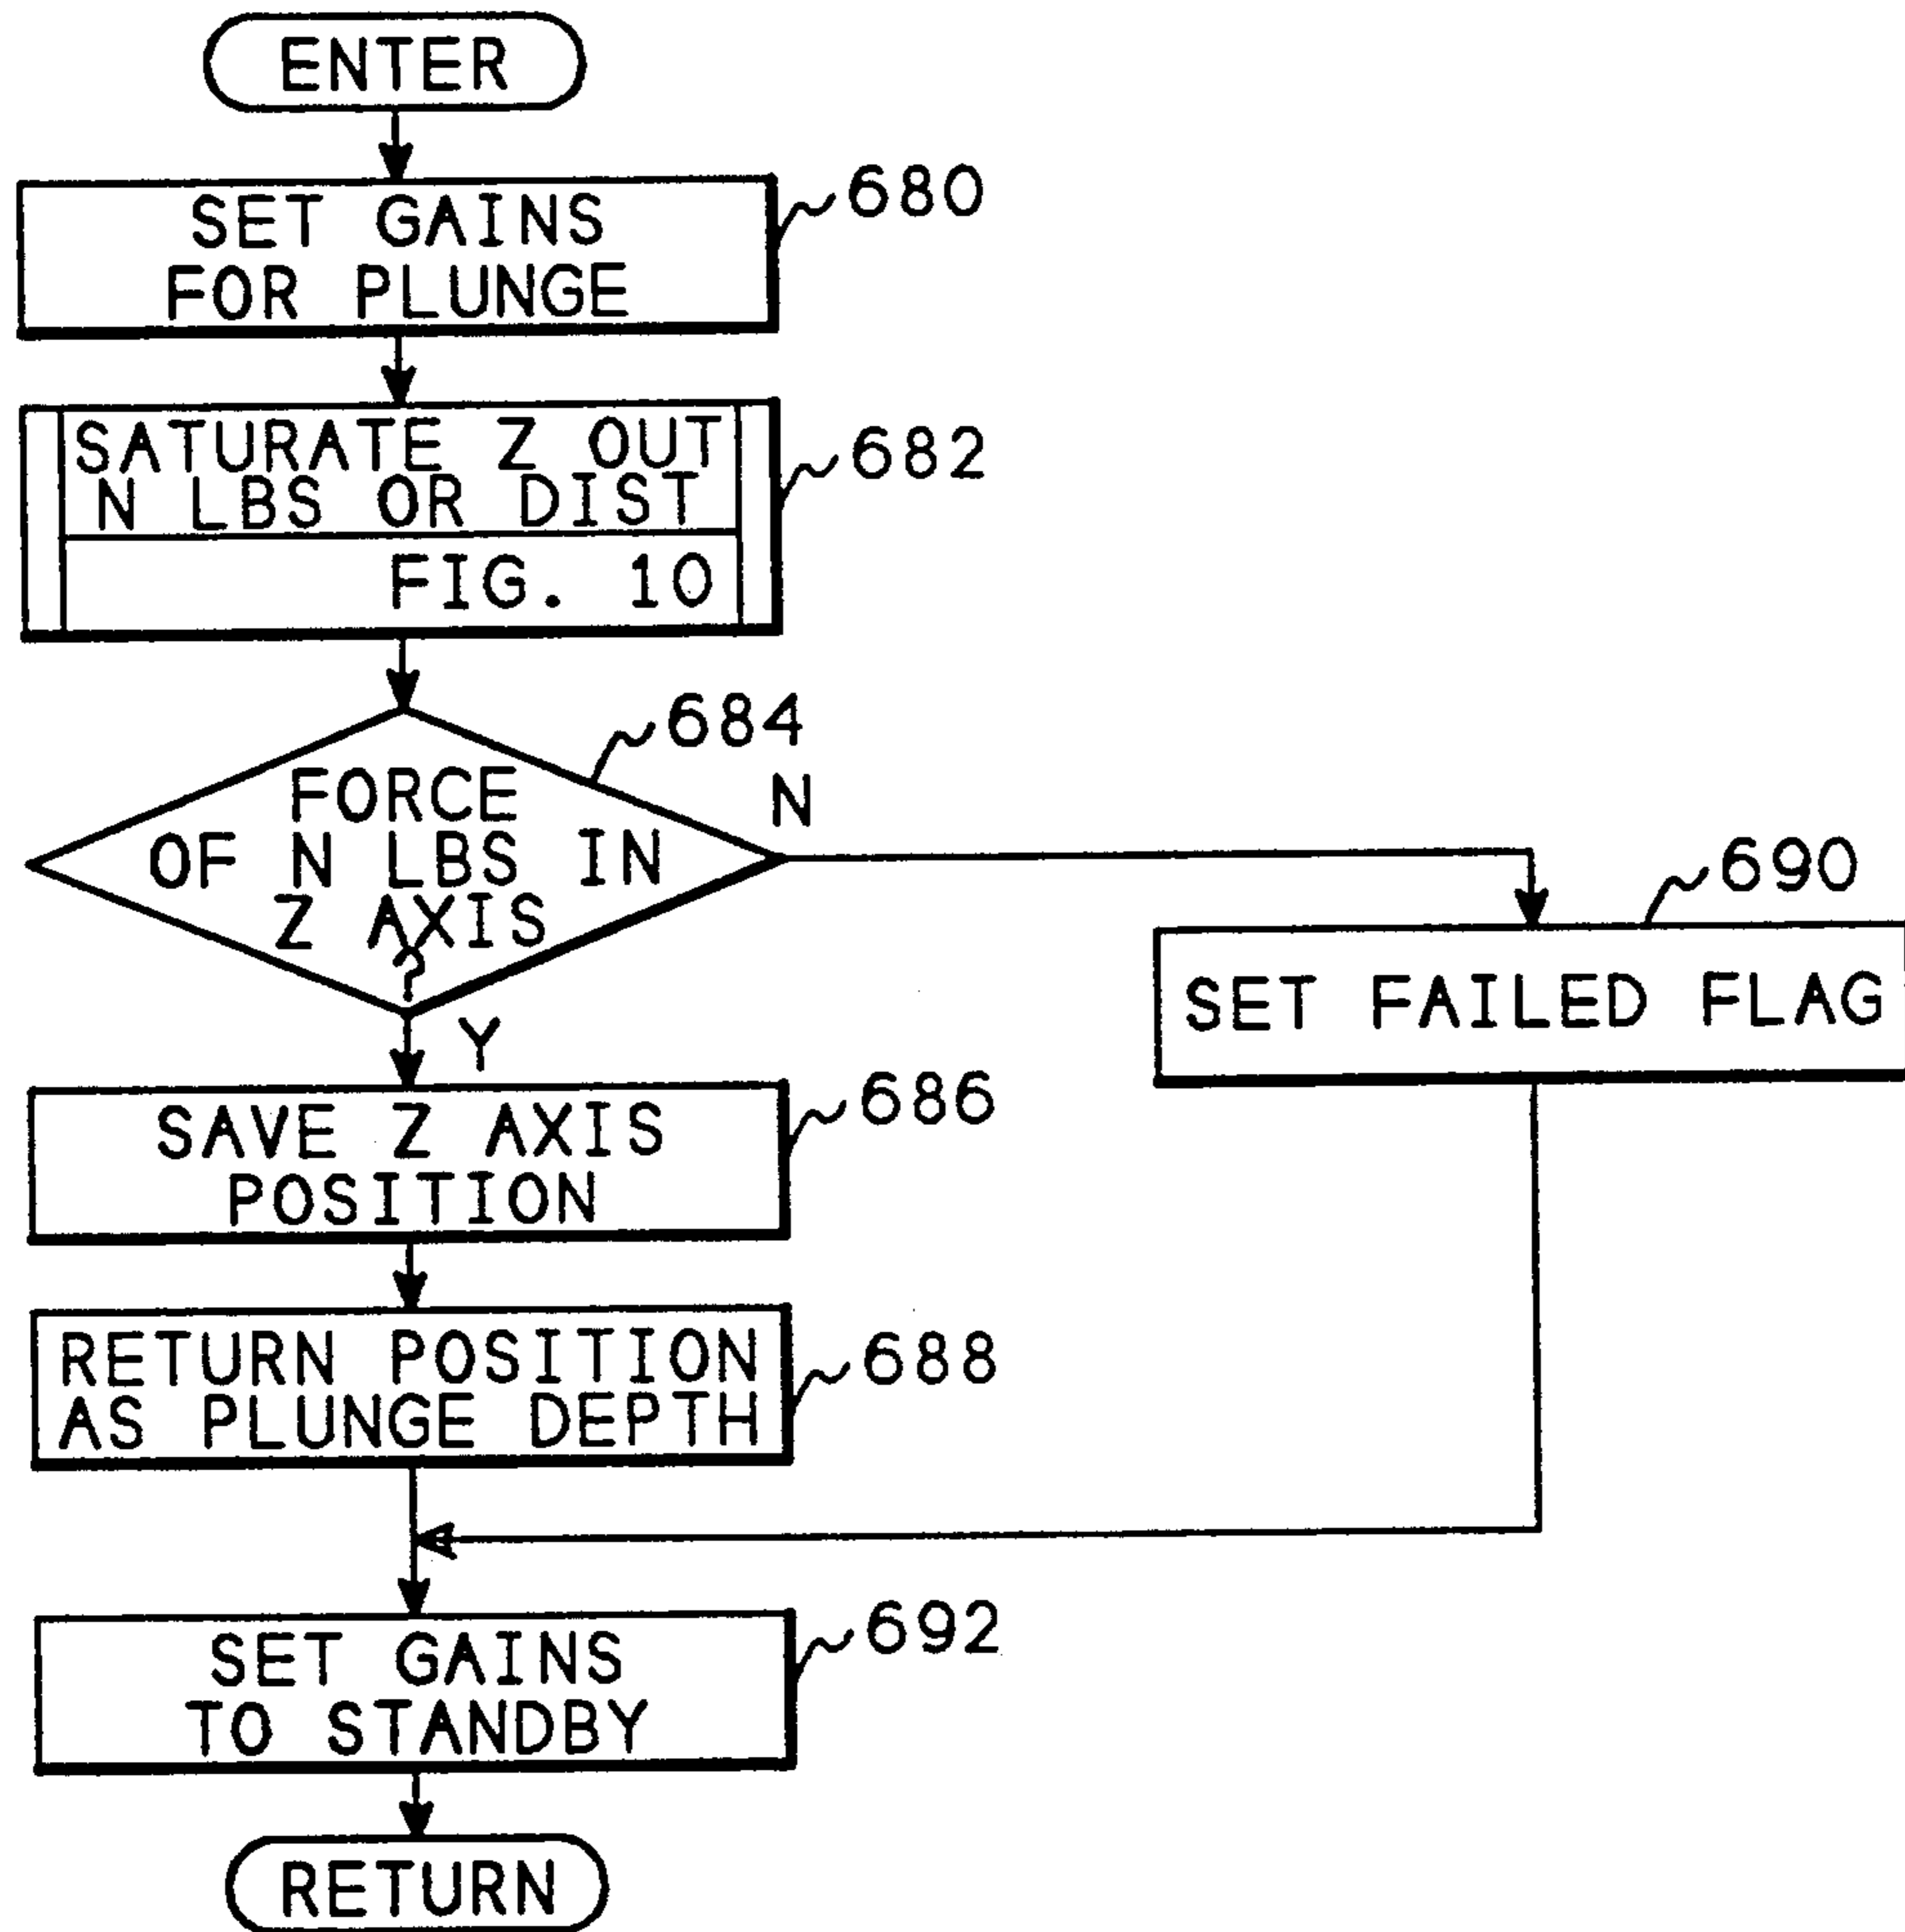 ENTER
SET GAINS
FOR PLUNGE
680
SATURATE Z OUT
N LBS OR DIST
FIG. 10
682
684
FORCE
OF N LBS IN
Z AXIS
?
N
Y
690
SET FAILED FLAG
SAVE Z AXIS
POSITION
686
RETURN POSITION
AS PLUNGE DEPTH
688
SET GAINS
TO STANDBY
692
RETURN